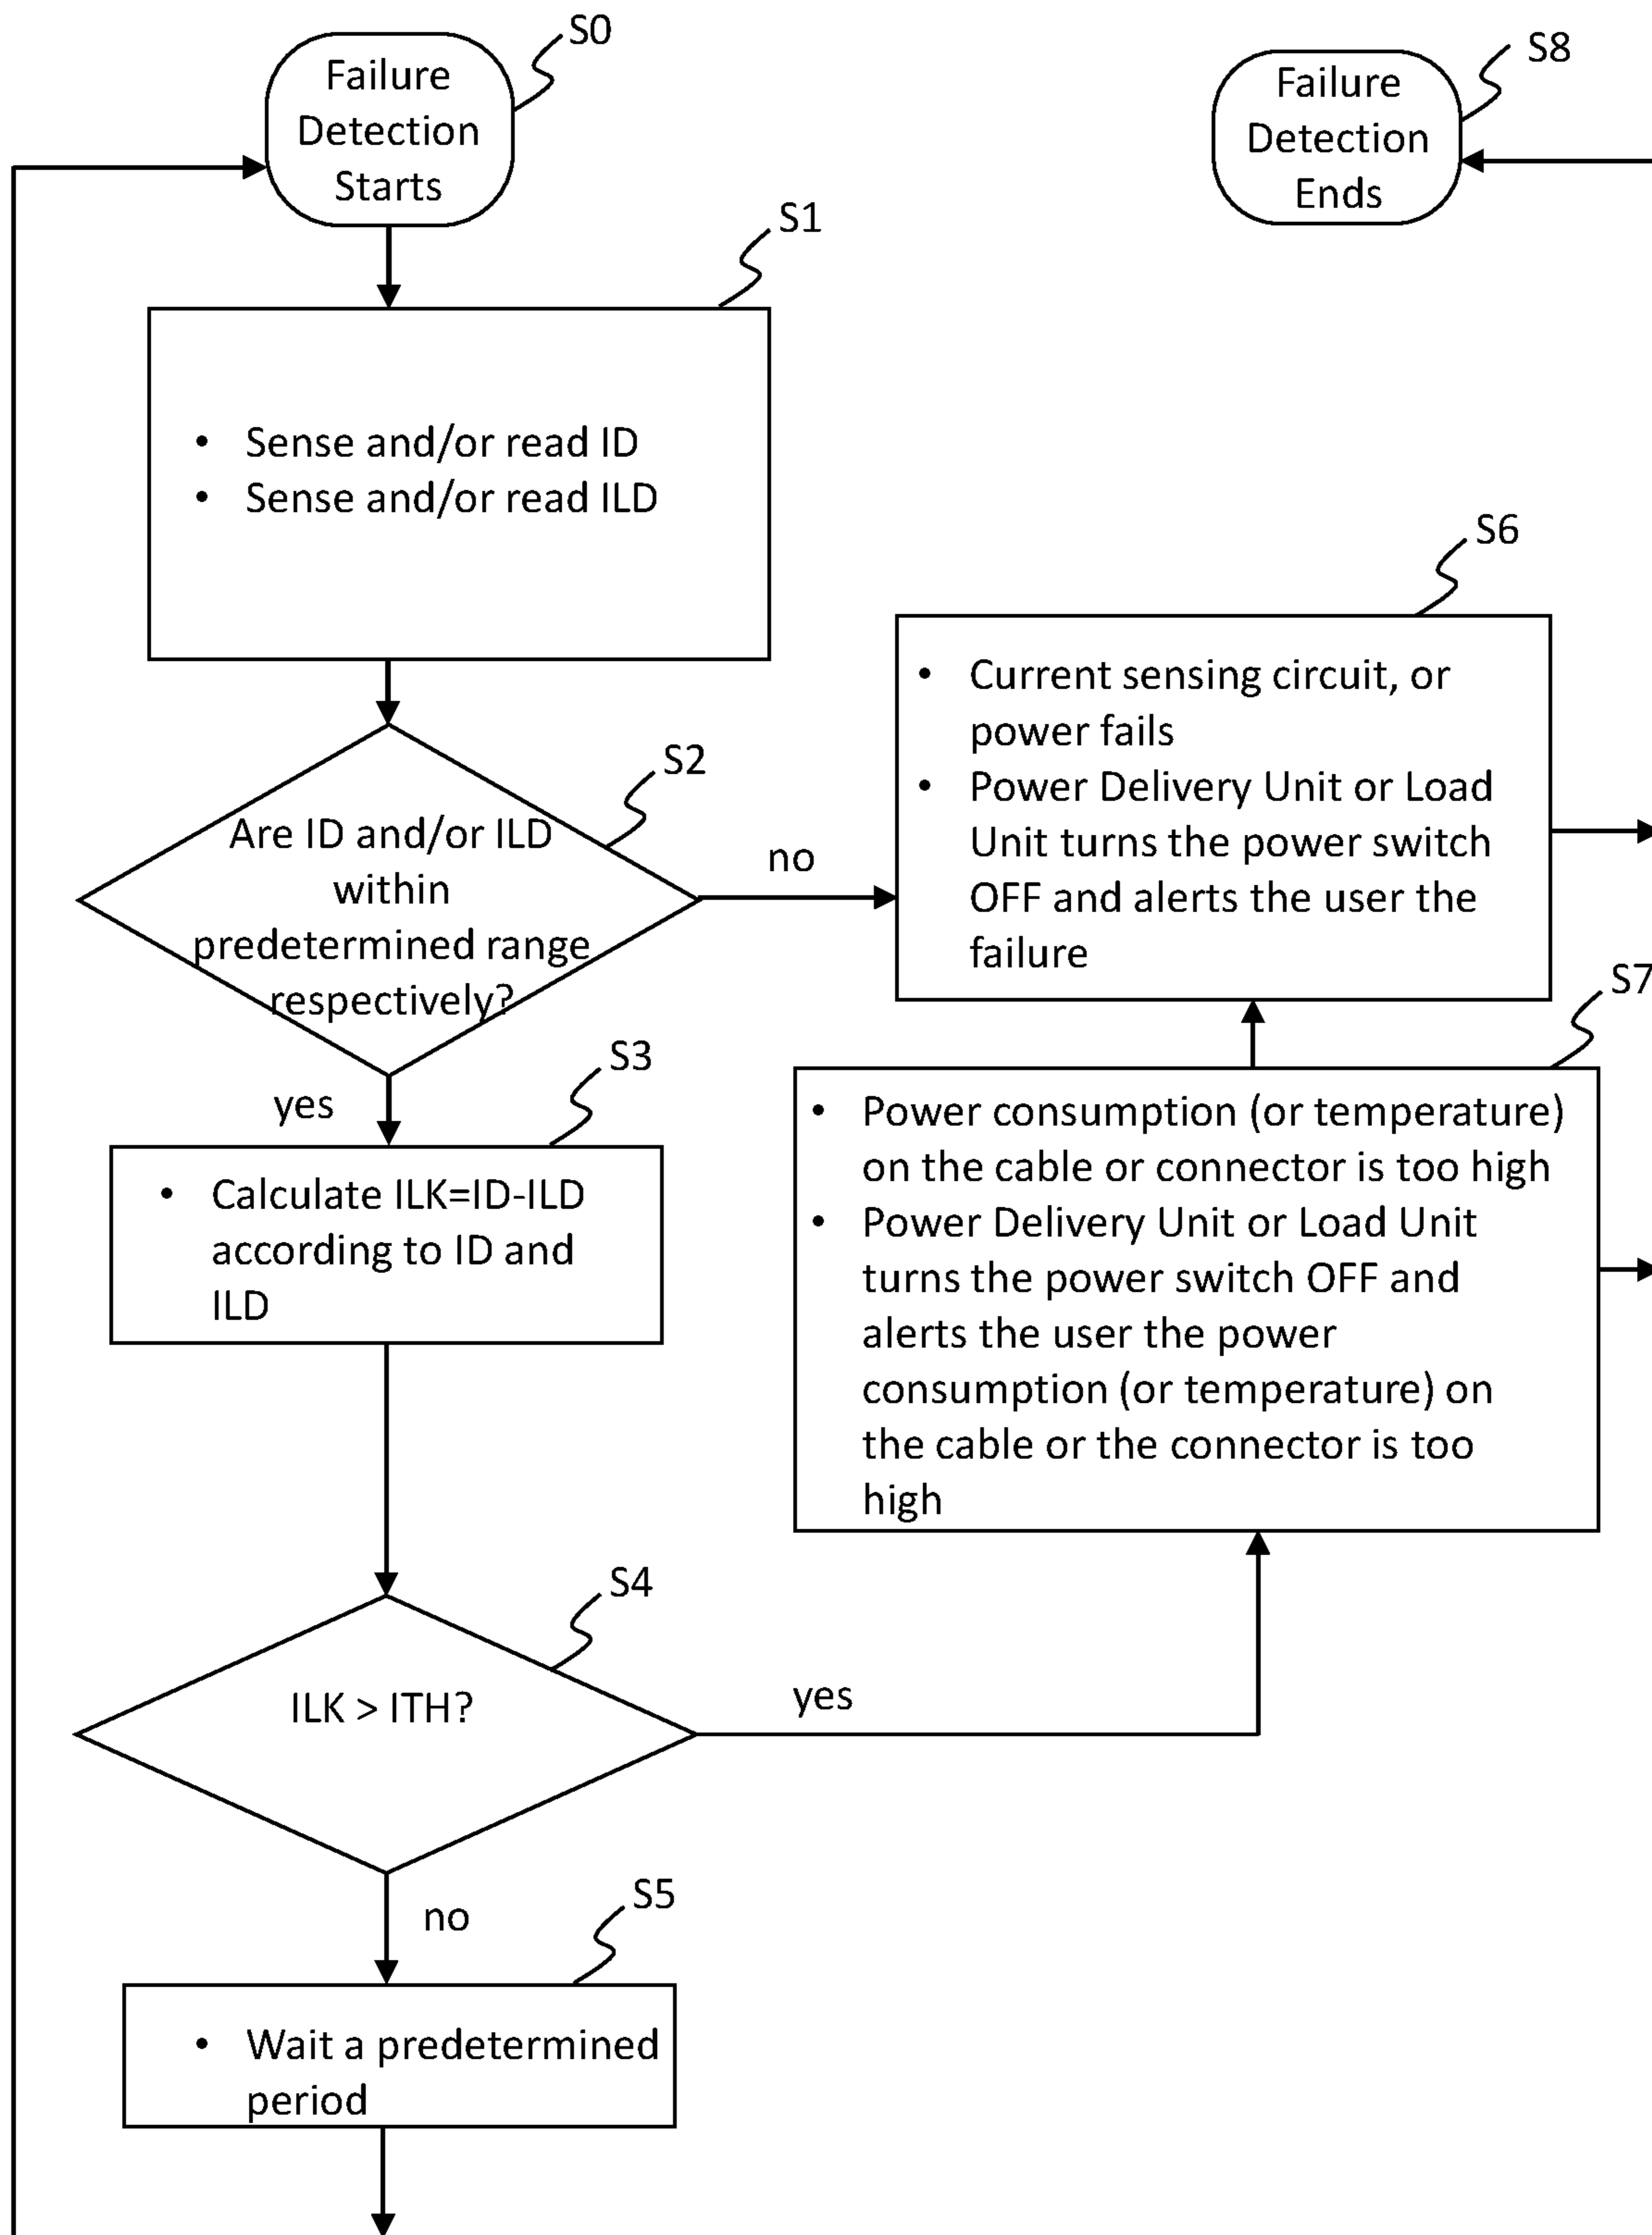 S0
Failure
Detection
Starts
S8
Failure
Detection
Ends
S1
• Sense and/or read ID
• Sense and/or read ILD
S2
Are ID and/or ILD
within
predetermined range
respectively?
no
yes
S6
• Current sensing circuit, or
power fails
• Power Delivery Unit or Load
Unit turns the power switch
OFF and alerts the user the
failure
S3
• Calculate ILK=ID-ILD
according to ID and
ILD
S7
• Power consumption (or temperature)
on the cable or connector is too high
• Power Delivery Unit or Load Unit
turns the power switch OFF and
alerts the user the power
consumption (or temperature) on
the cable or the connector is too
high
S4
ILK > ITH?
yes
no
S5
• Wait a predetermined
period